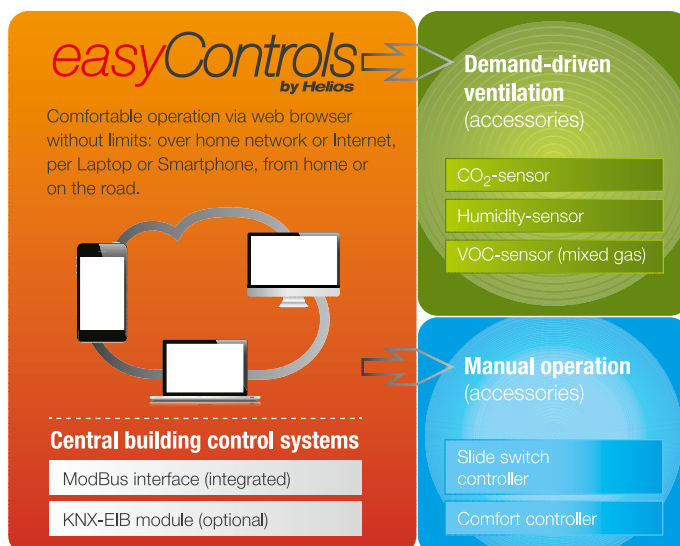 easyControls
by Helios
Comfortable operation via web browser
without limits: over home network or Internet,
per Laptop or Smartphone, from home or
on the road.
Central building control systems
ModBus interface (integrated)
KNX-EIB module (optional)
Demand-driven
ventilation
(accessories)
CO₂-sensor
Humidity-sensor
VOC-sensor (mixed gas)
Manual operation
(accessories)
Slide switch
controller
Comfort controller